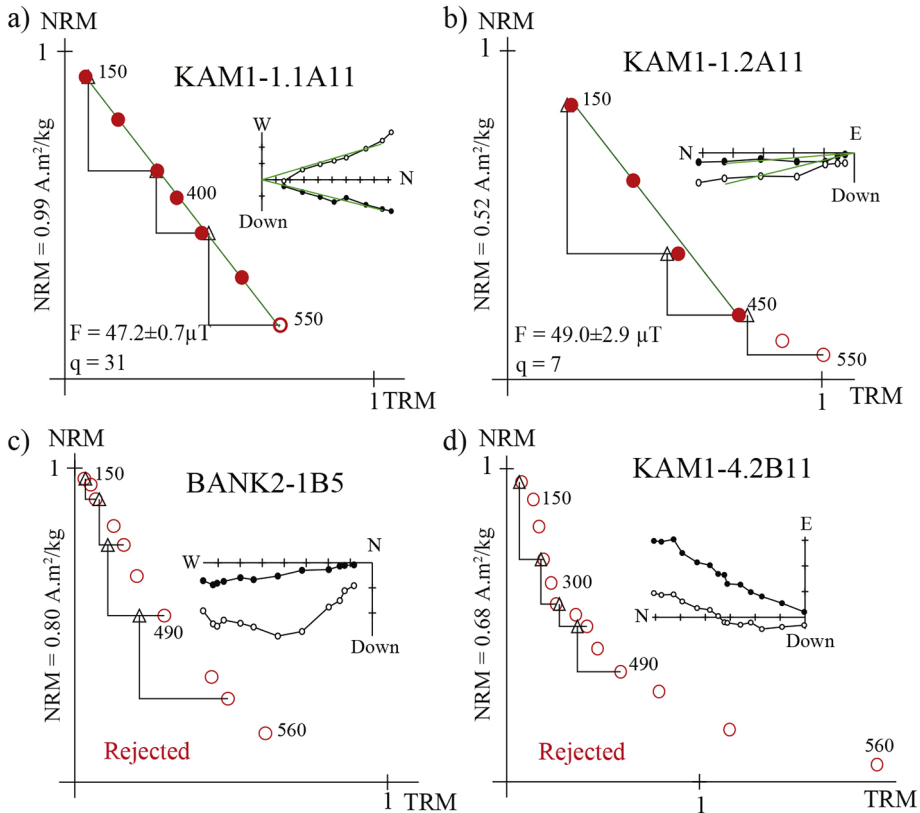 a)
NRM
1
KAM1-1.1A11
150
400
550
W
N
Down
NRM = 0.99 A.m²/kg
F = 47.2±0.7µT
q = 31
1
TRM
b)
NRM
1
KAM1-1.2A11
150
450
550
E
N
Down
NRM = 0.52 A.m²/kg
F = 49.0±2.9 µT
q = 7
1
TRM
c)
NRM
1
BANK2-1B5
150
490
560
N
W
Down
NRM = 0.80 A.m²/kg
Rejected
1
TRM
d)
NRM
1
KAM1-4.2B11
150
300
490
560
E
N
Down
NRM = 0.68 A.m²/kg
Rejected
1
TRM